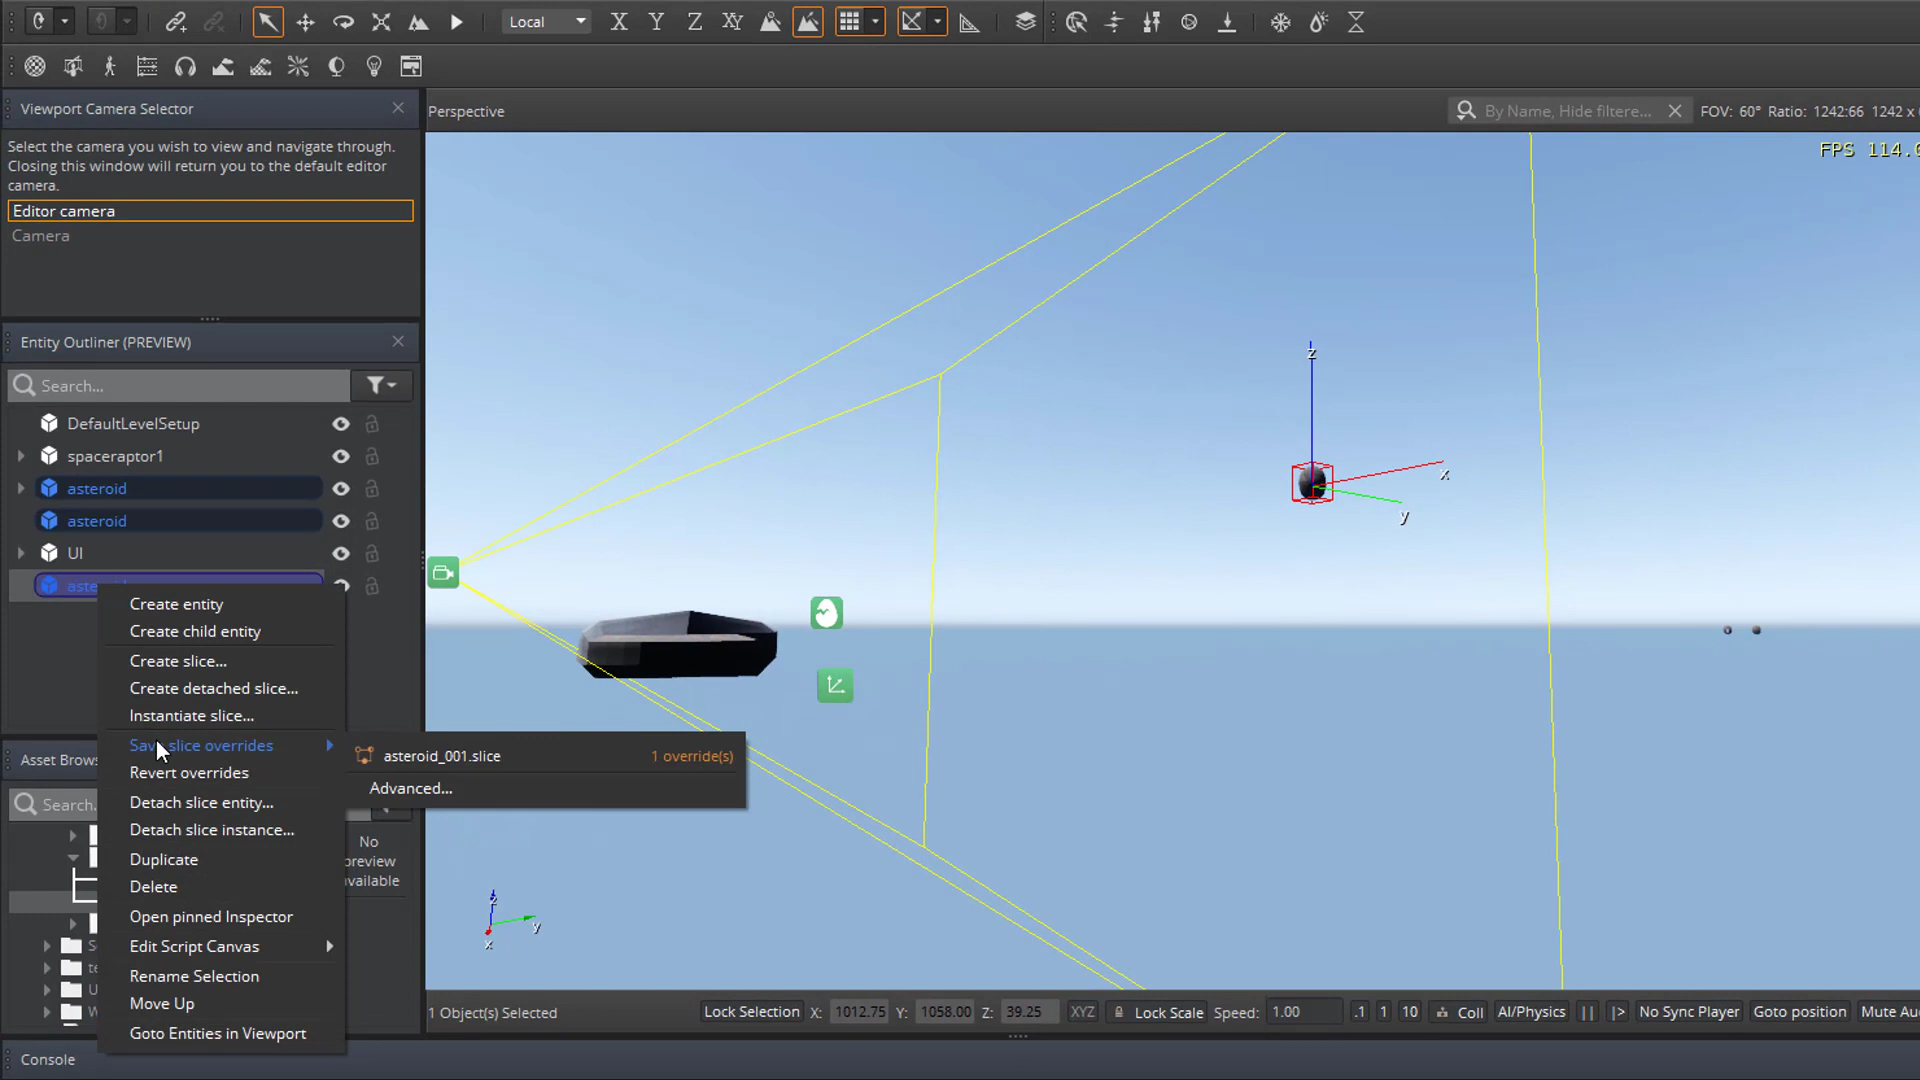 Local
X Y Z XY
Viewport Camera Selector
Select the camera you wish to view and navigate through.
Closing this window will return you to the default editor
camera.
Editor camera
Camera
Perspective
By Name, Hide filtere...
FOV: 60° Ratio: 1242:66 1242 x
FPS 114.0
Entity Outliner (PREVIEW)
Search...
DefaultLevelSetup
spaceraptor1
asteroid
asteroid
UI
Create entity
Create child entity
Create slice...
Create detached slice...
Instantiate slice...
Save slice overrides
Revert overrides
Detach slice entity...
Detach slice instance...
Duplicate
Delete
Open pinned Inspector
Edit Script Canvas
Rename Selection
Move Up
Goto Entities in Viewport
asteroid_001.slice
1 override(s)
Advanced...
Asset Brows
Search.
No
preview
available
z
x
y
z
y
x
1 Object(s) Selected
Lock Selection
X: 1012.75 Y: 1058.00 Z: 39.25
XYZ
Lock Scale
Speed: 1.00
.1 1 10
Coll
AI/Physics
No Sync Player
Goto position
Mute Au
Console